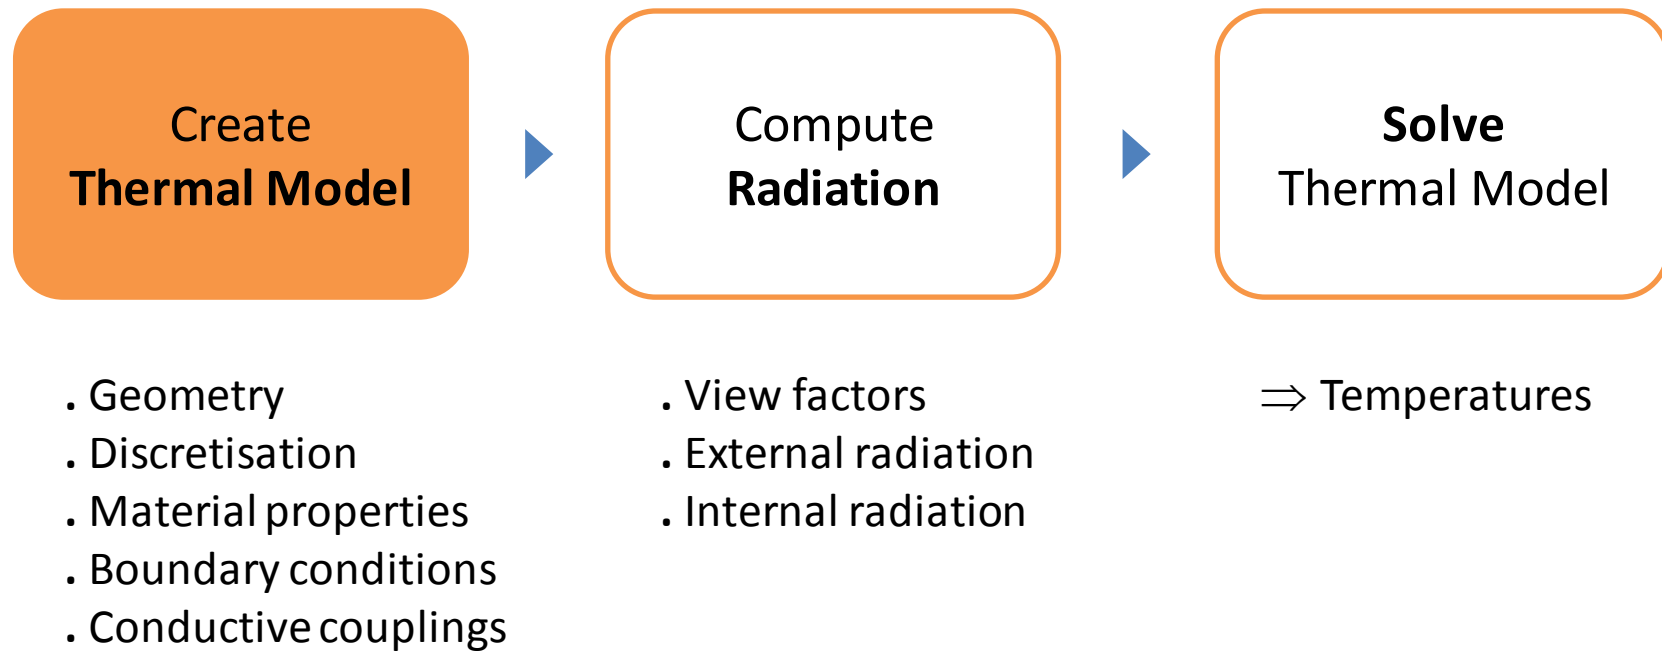 Create
Thermal Model
Compute
Radiation
Solve
Thermal Model
. Geometry
. Discretisation
. Material properties
. Boundary conditions
. Conductive couplings
. View factors
. External radiation
. Internal radiation
⇒ Temperatures